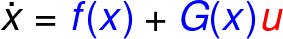 ẋ = f(x) + G(x)u